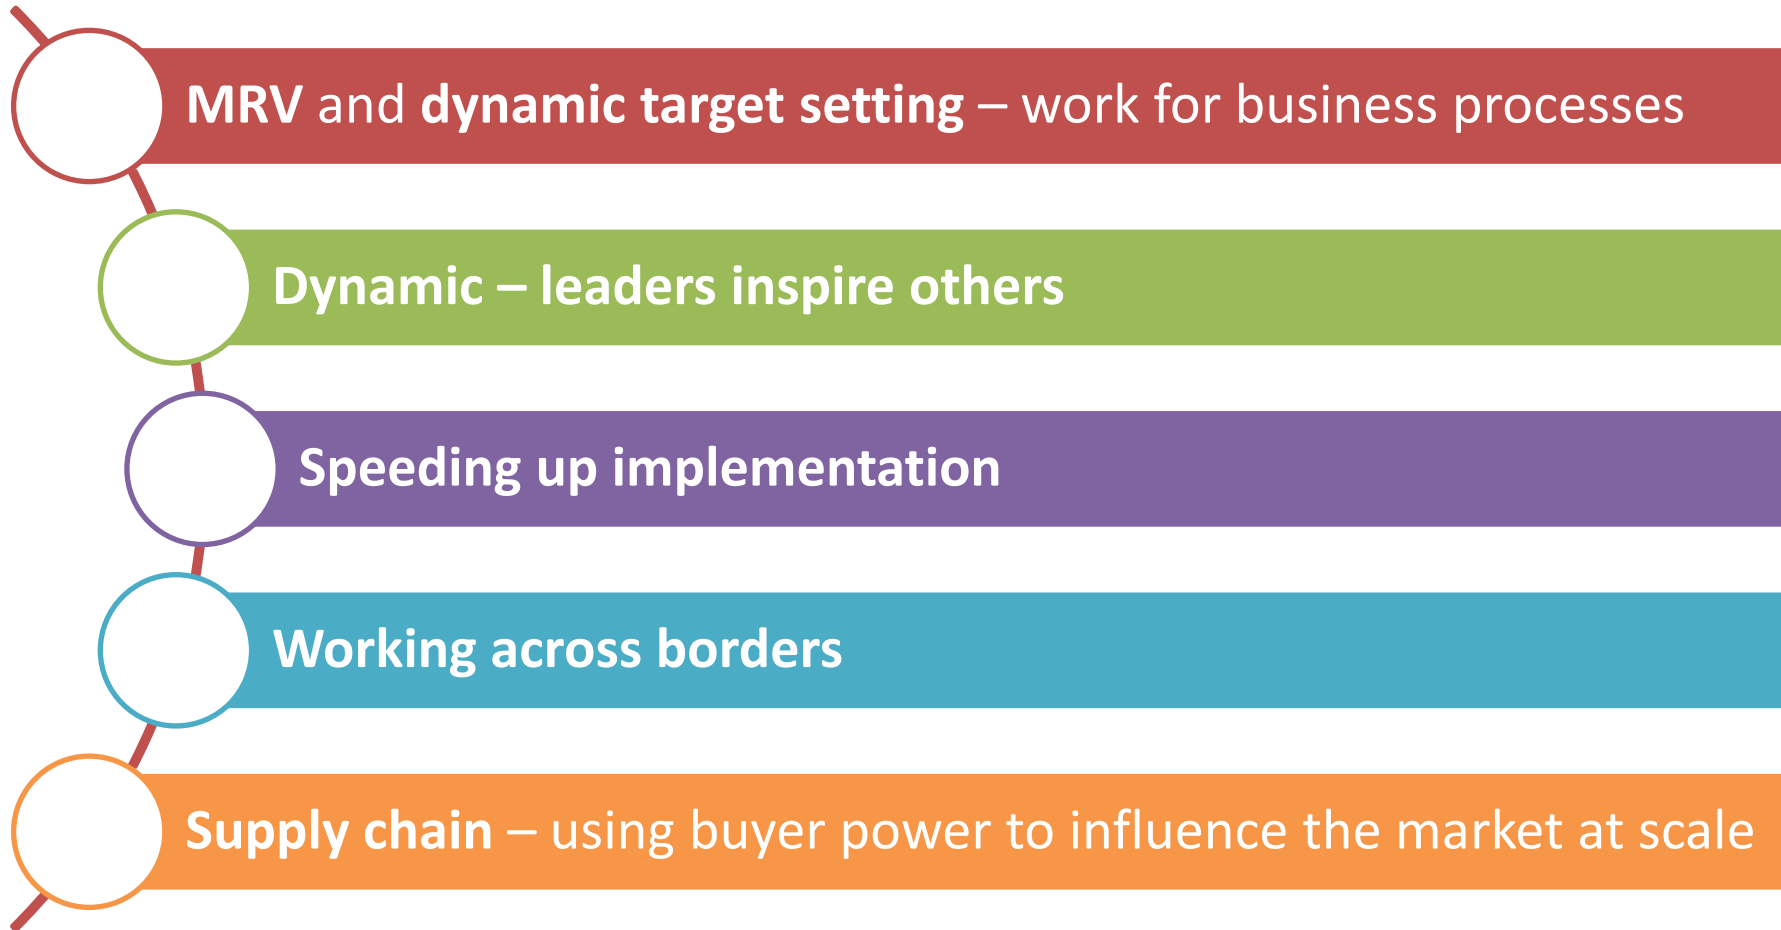 MRV and dynamic target setting – work for business processes
Dynamic – leaders inspire others
Speeding up implementation
Working across borders
Supply chain – using buyer power to influence the market at scale